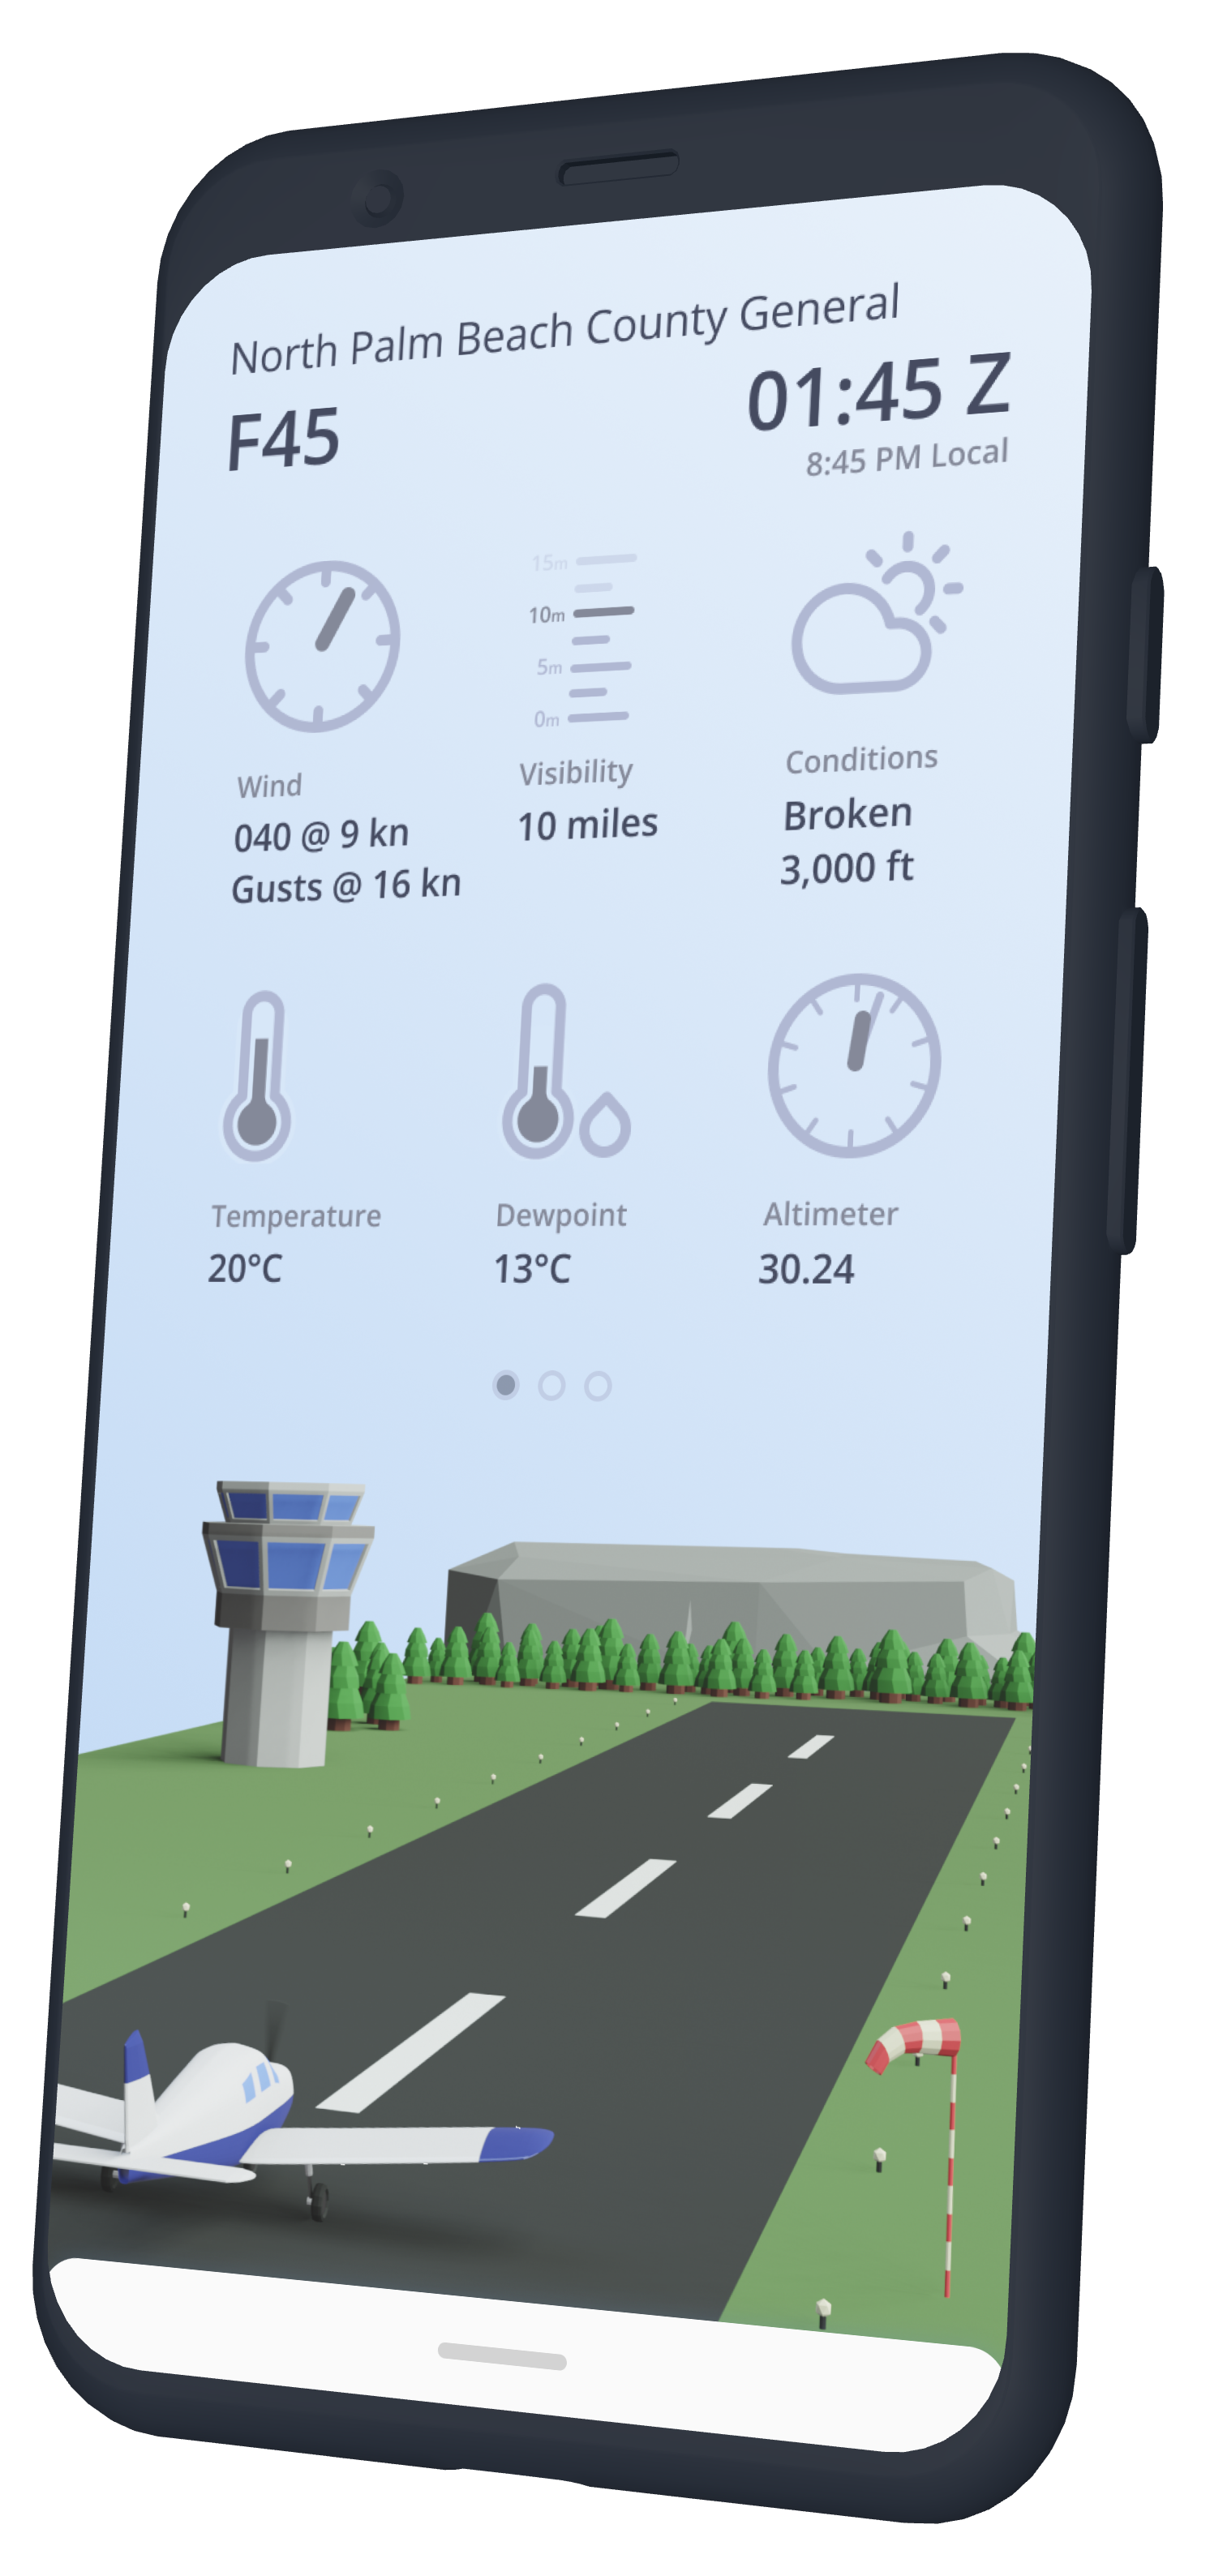 North Palm Beach County General
F45
01:45 Z
8:45 PM Local
15m
10m
5m
0m
Wind
040 @ 9 kn
Gusts @ 16 kn
Visibility
10 miles
Conditions
Broken
3,000 ft
Temperature
20°C
Dewpoint
13°C
Altimeter
30.24